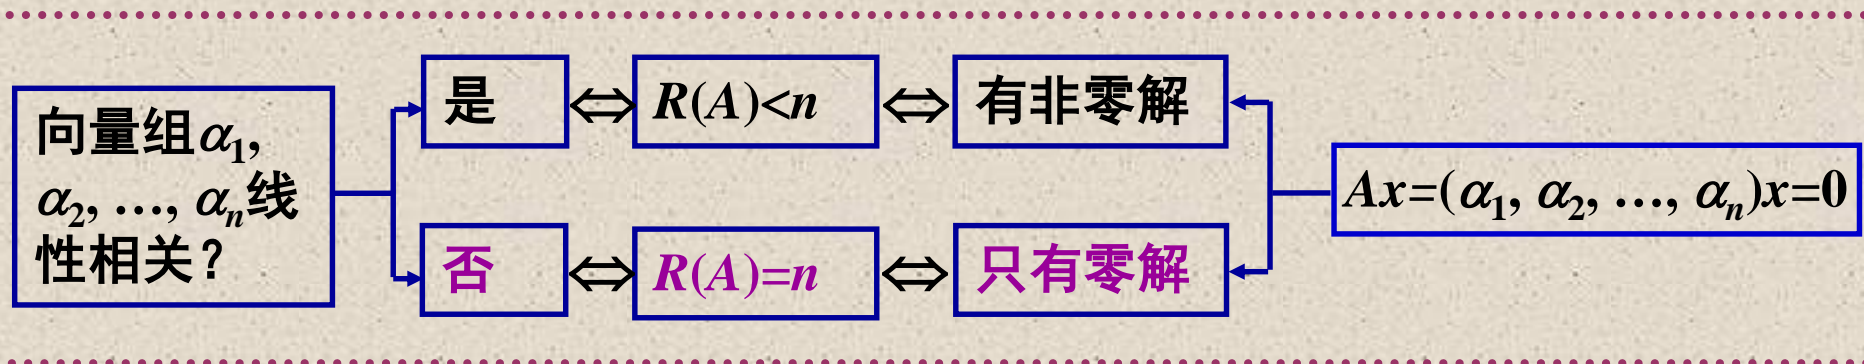 向量组α₁,
α₂, …, αₙ线
性相关？
是
⇔
R(A)<n
⇔
有非零解
否
⇔
R(A)=n
⇔
只有零解
Ax=(α₁, α₂, …, αₙ)x=0